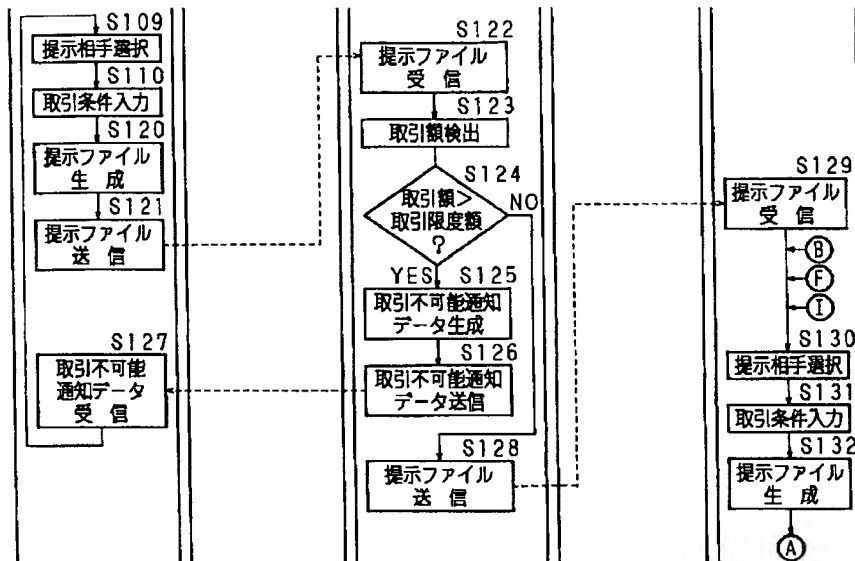 S109
提示相手選択
S110
取引条件入力
S120
提示ファイル
生成
S121
提示ファイル
送信
S127
取引不可能
通知データ
受信
S122
提示ファイル
受信
S123
取引額検出
S124
取引額>
取引限度額
?
NO
YES
S125
取引不可能通知
データ生成
S126
取引不可能通知
データ送信
S128
提示ファイル
送信
S129
提示ファイル
受信
B
F
I
S130
提示相手選択
S131
取引条件入力
S132
提示ファイル
生成
A